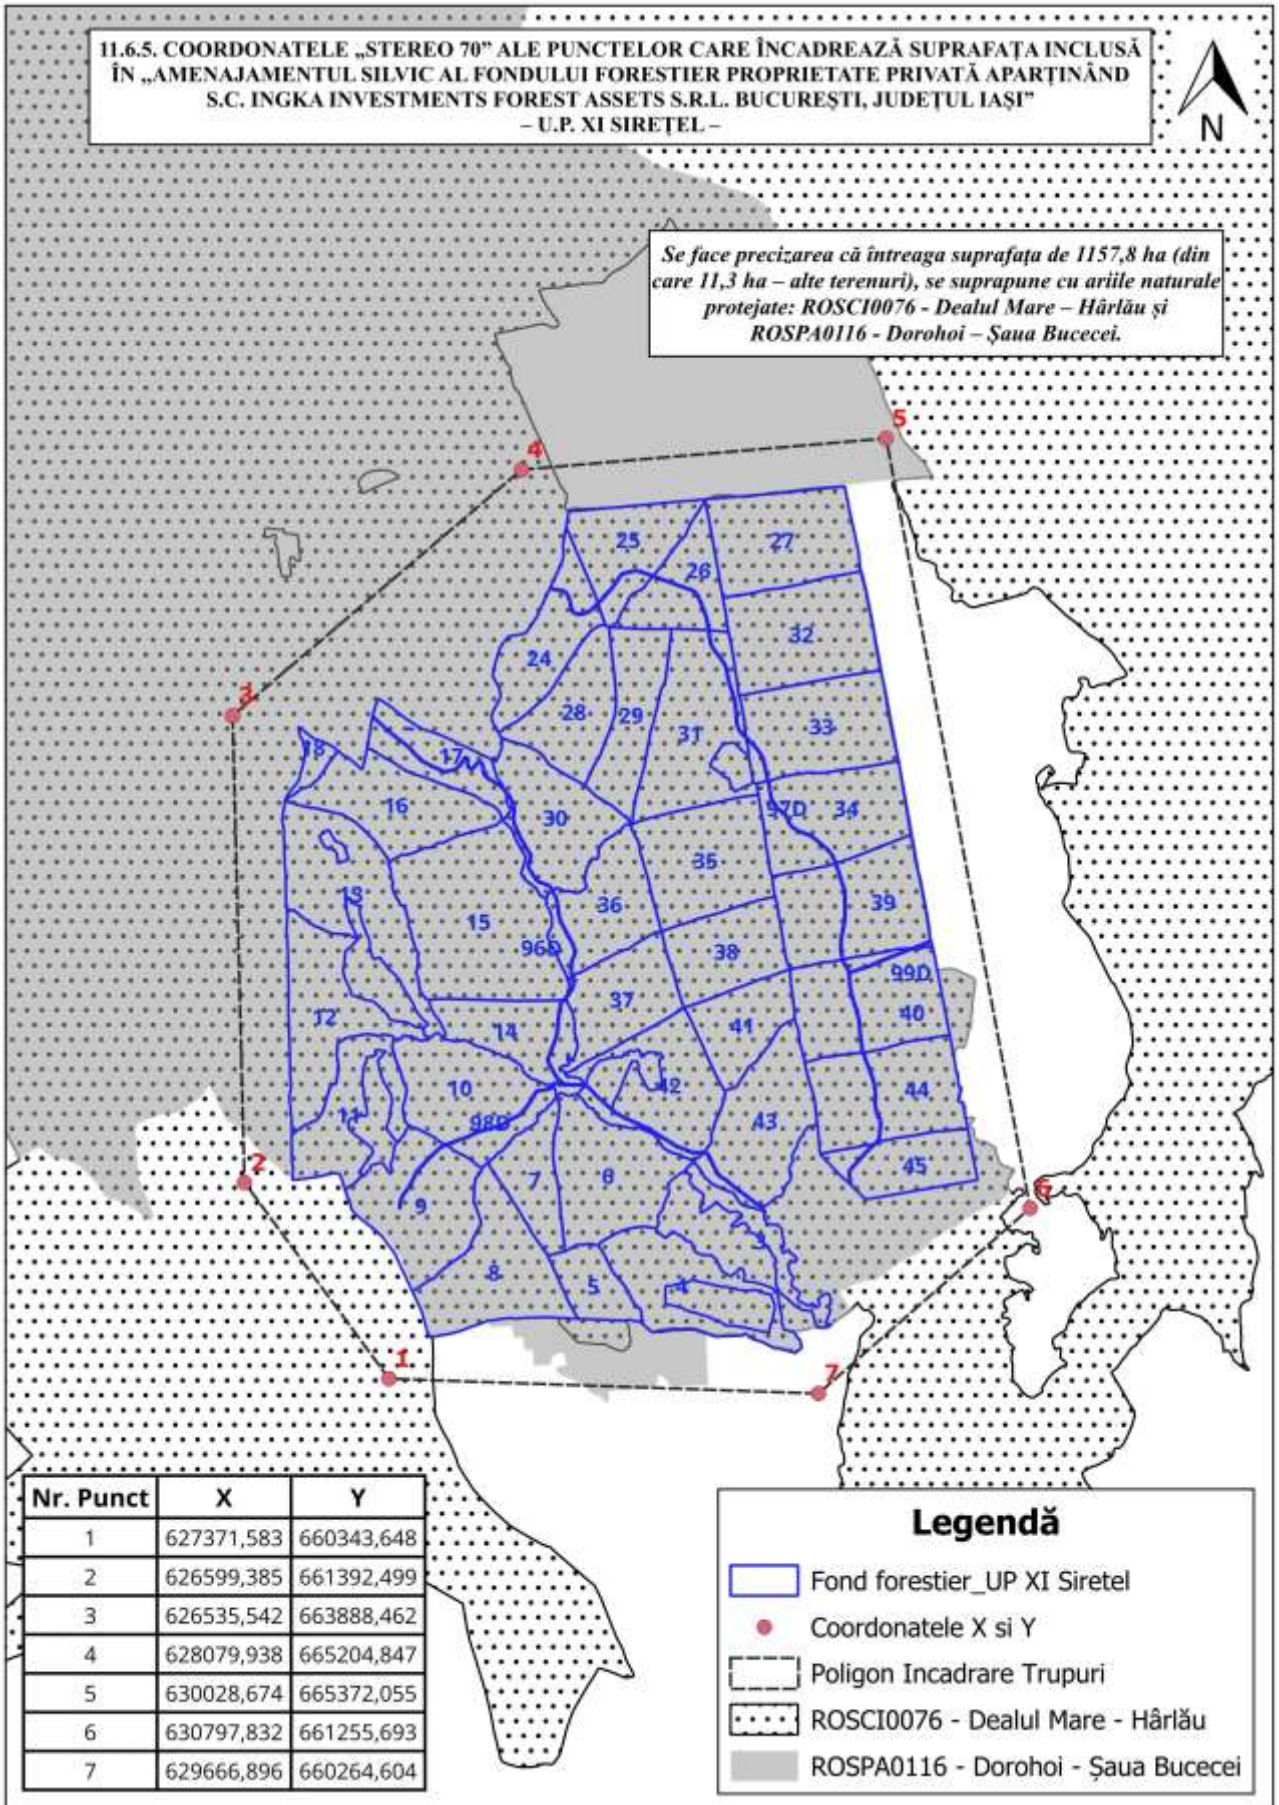 11.6.5. COORDONATELE „STEREO 70” ALE PUNCTELOR CARE ÎNCADREAZĂ SUPRAFAȚA INCLUSĂ
ÎN „AMENAJAMENTUL SILVIC AL FONDULUI FORESTIER PROPRIETATE PRIVATĂ APARȚINÂND
S.C. INGKA INVESTMENTS FOREST ASSETS S.R.L. BUCUREȘTI, JUDEȚUL IAȘI”
– U.P. XI SIREȚEL –
N
Se face precizarea că întreaga suprafața de 1157,8 ha (din
care 11,3 ha – alte terenuri), se suprapune cu ariile naturale
protejate: ROSCI0076 - Dealul Mare – Hârlău și
ROSPA0116 - Dorohoi – Șaua Bucecei.
5
4
25
27
26
32
24
3
28
29
33
31
18
17
16
30
97D
34
35
13
36
39
15
96D
38
99D
37
12
40
14
41
42
10
44
11
98D
43
2
45
7
6
9
6
3
8
5
4
1
7
Nr. Punct X Y
1 627371,583 660343,648
2 626599,385 661392,499
3 626535,542 663888,462
4 628079,938 665204,847
5 630028,674 665372,055
6 630797,832 661255,693
7 629666,896 660264,604
Legendă
Fond forestier_UP XI Siretel
Coordonatele X si Y
Poligon Incadrare Trupuri
ROSCI0076 - Dealul Mare - Hârlău
ROSPA0116 - Dorohoi - Șaua Bucecei